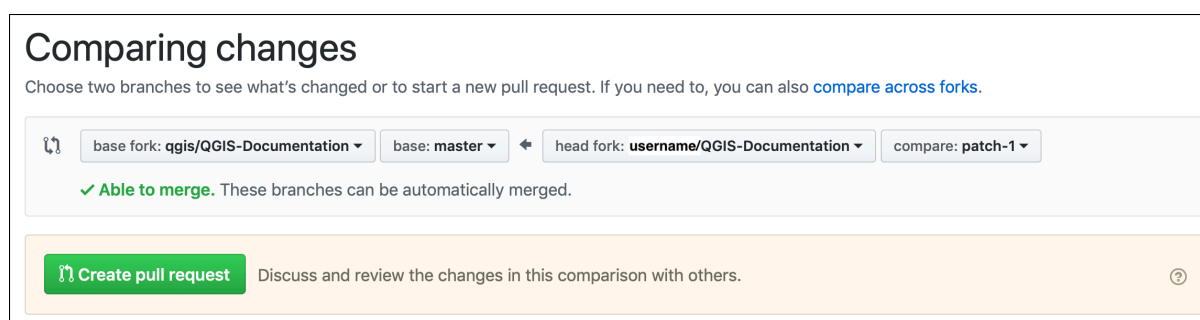 Comparing changes
Choose two branches to see what's changed or to start a new pull request. If you need to, you can also compare across forks.
base fork: qgis/QGIS-Documentation base: master head fork: username/QGIS-Documentation compare: patch-1
Able to merge. These branches can be automatically merged.
Create pull request Discuss and review the changes in this comparison with others.